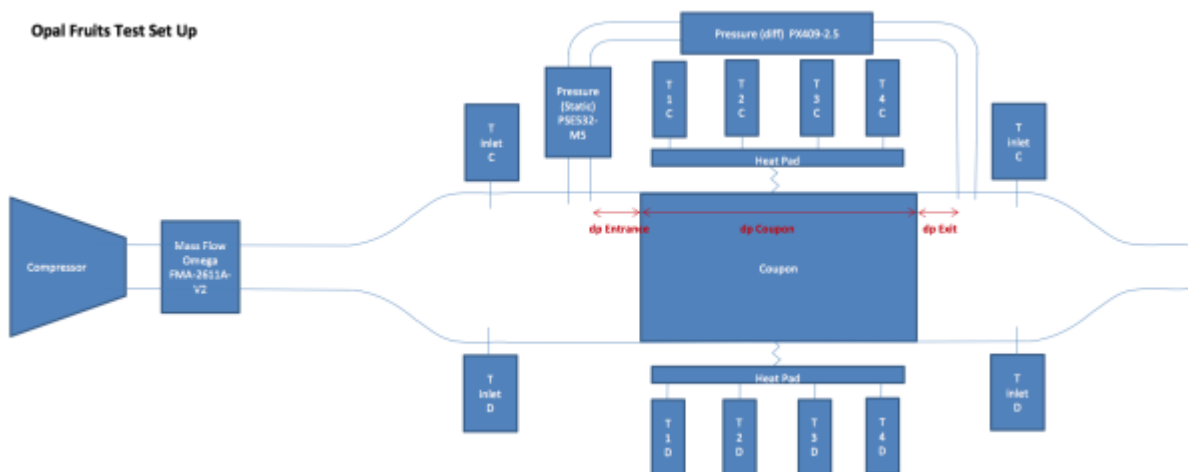 Opal Fruits Test Set Up
Pressure (diff) PX409-2.5
Pressure
(Static)
PSE532-
M5
T
1
C
T
2
C
T
3
C
T
4
C
T
inlet
C
T
inlet
C
Heat Pad
dp Entrance
dp Coupon
dp Exit
Compressor
Mass Flow
Omega
FMA-2611A-
V2
Coupon
Heat Pad
T
inlet
D
T
inlet
D
T
1
D
T
2
D
T
3
D
T
4
D